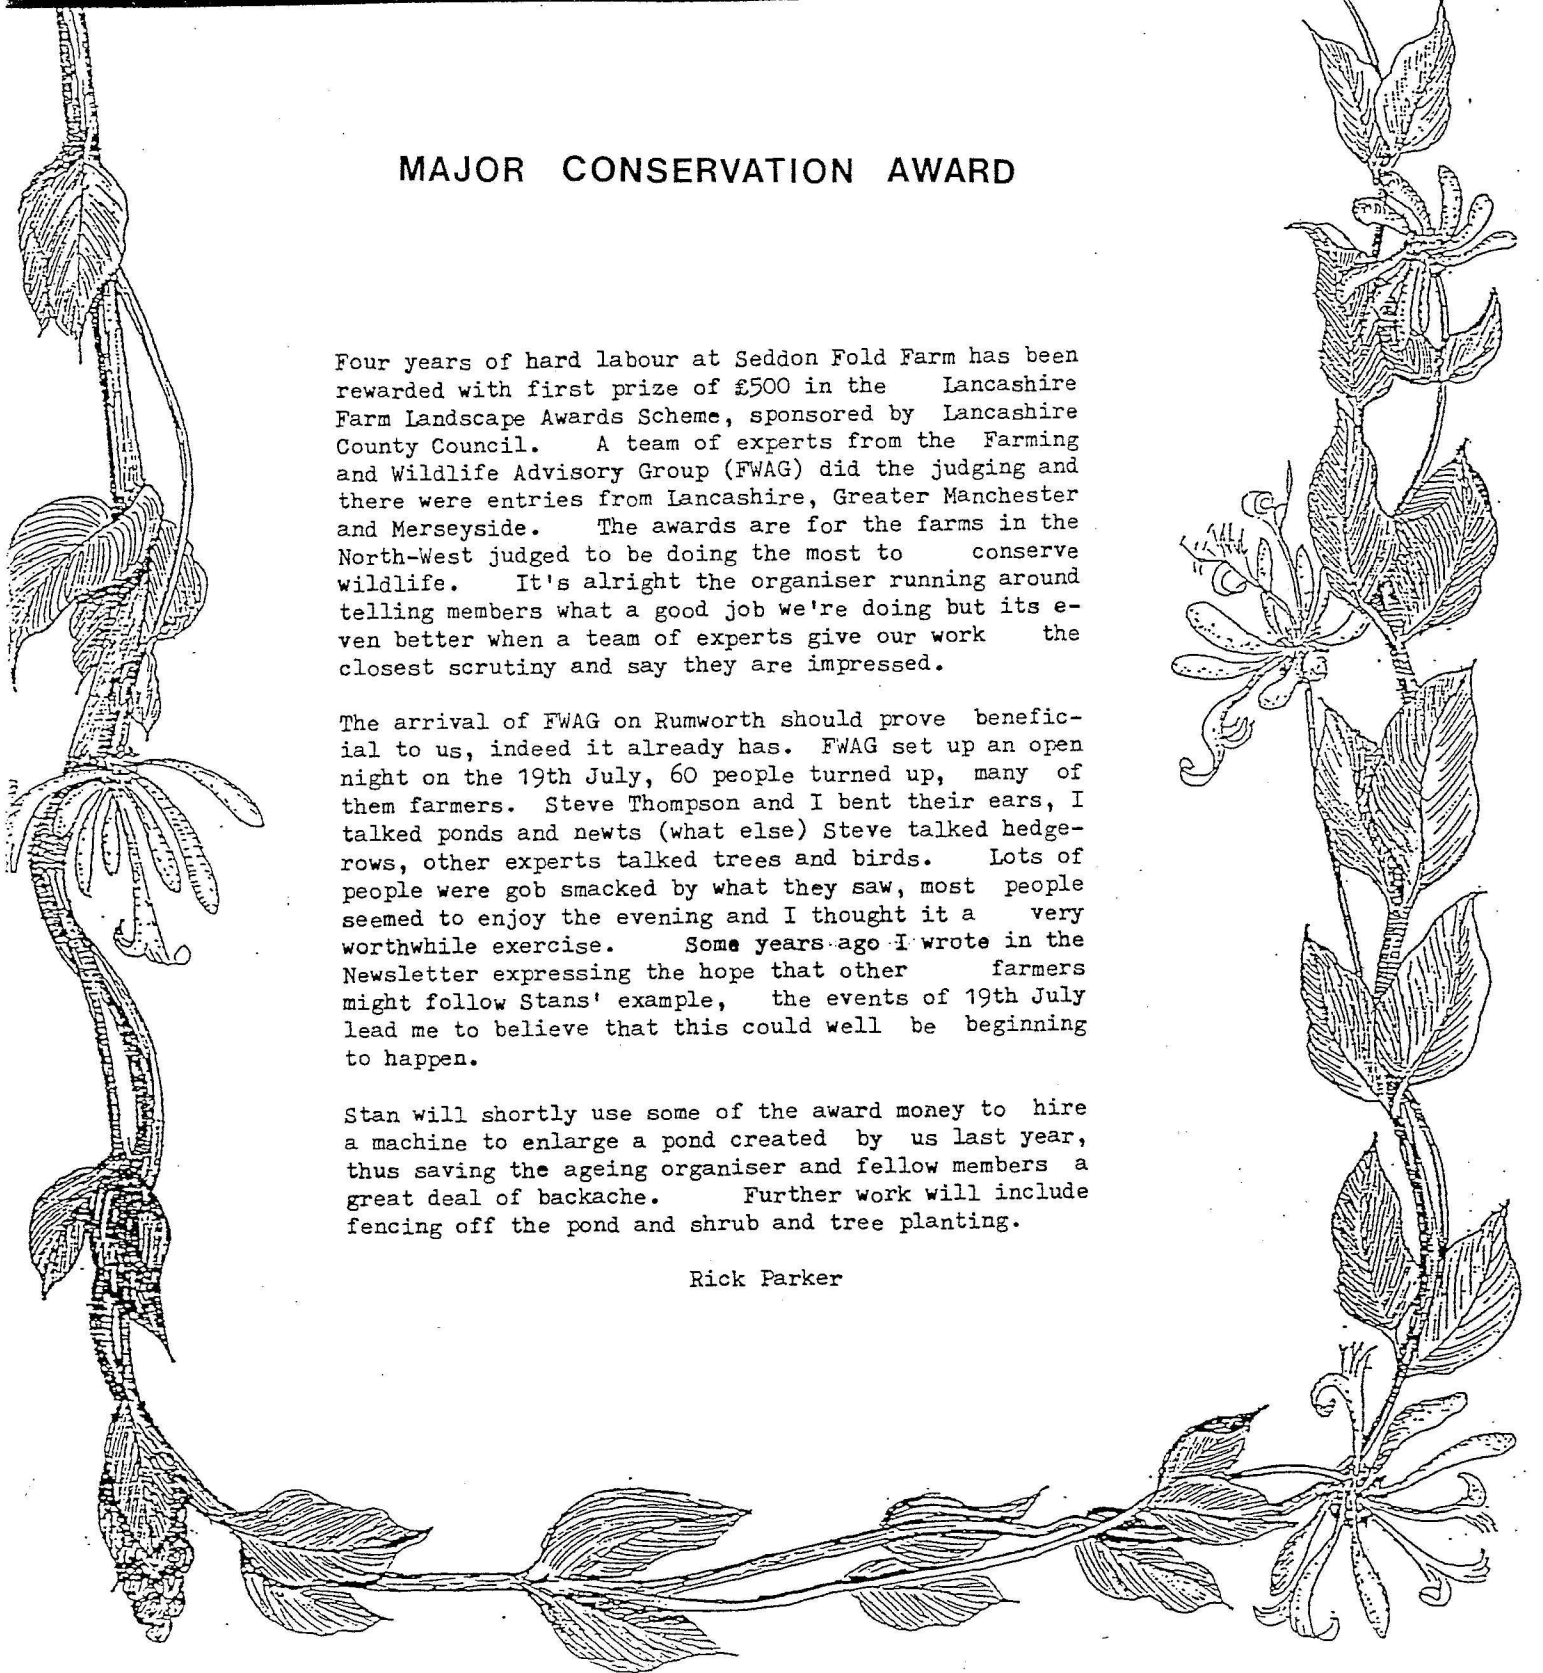 MAJOR CONSERVATION AWARD
Four years of hard labour at Seddon Fold Farm has been
rewarded with first prize of £500 in the Lancashire
Farm Landscape Awards Scheme, sponsored by Lancashire
County Council. A team of experts from the Farming
and Wildlife Advisory Group (FWAG) did the judging and
there were entries from Lancashire, Greater Manchester
and Merseyside. The awards are for the farms in the
North-West judged to be doing the most to conserve
wildlife. It's alright the organiser running around
telling members what a good job we're doing but its e-
ven better when a team of experts give our work the
closest scrutiny and say they are impressed.
The arrival of FWAG on Rumworth should prove benefic-
ial to us, indeed it already has. FWAG set up an open
night on the 19th July, 60 people turned up, many of
them farmers. Steve Thompson and I bent their ears, I
talked ponds and newts (what else) Steve talked hedge-
rows, other experts talked trees and birds. Lots of
people were gob smacked by what they saw, most people
seemed to enjoy the evening and I thought it a very
worthwhile exercise. Some years ago I wrote in the
Newsletter expressing the hope that other farmers
might follow Stans' example, the events of 19th July
lead me to believe that this could well be beginning
to happen.
Stan will shortly use some of the award money to hire
a machine to enlarge a pond created by us last year,
thus saving the ageing organiser and fellow members a
great deal of backache. Further work will include
fencing off the pond and shrub and tree planting.
Rick Parker